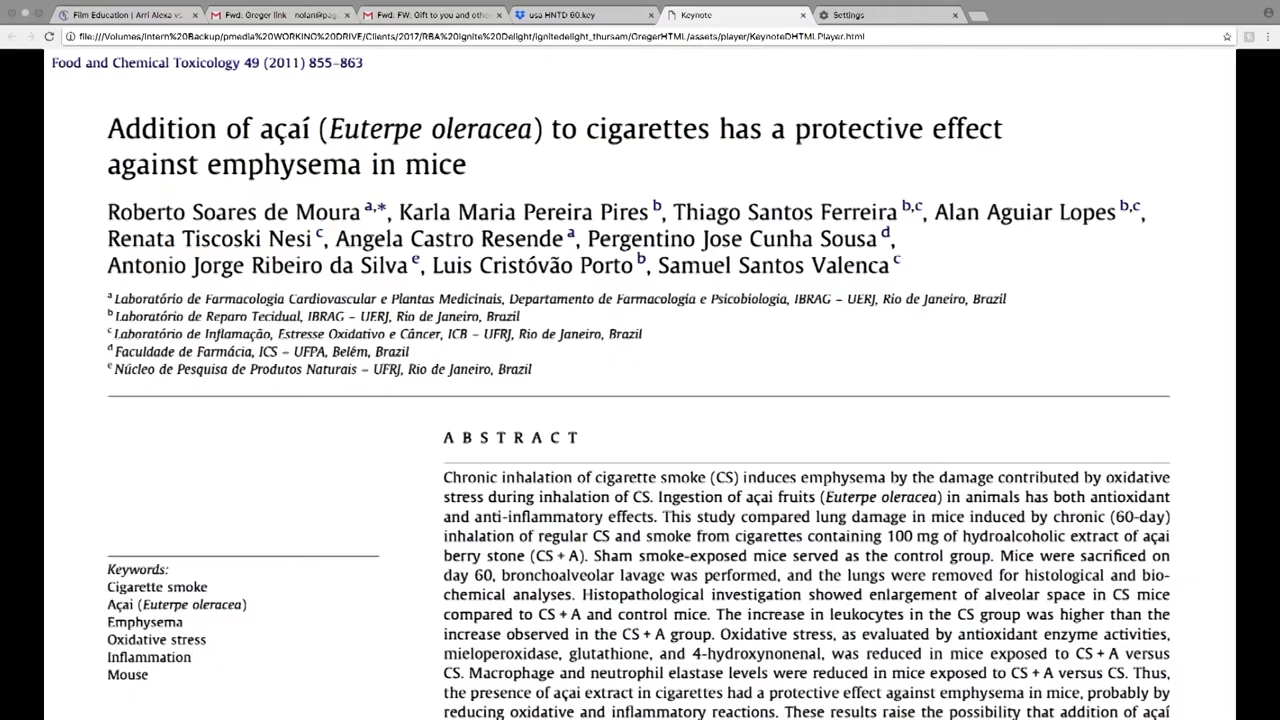 Film Education | Arri Alexa vs.
Fwd: Greger link - nolan@pag
Fwd: FW: Gift to you and othe
usa HNTD 60.key
Keynote
Settings
file:///Volumes/Intern%20Backup/pmedia%20WORKING%20DRIVE/Clients/2017/RBA%20Ignite%20Delight/ignitedelight_thursam/GregerHTML/assets/player/KeynoteDHTMLPlayer.html
Food and Chemical Toxicology 49 (2011) 855–863
Addition of açaí (Euterpe oleracea) to cigarettes has a protective effect
against emphysema in mice
Roberto Soares de Moura a,*, Karla Maria Pereira Pires b, Thiago Santos Ferreira b,c, Alan Aguiar Lopes b,c,
Renata Tiscoski Nesi c, Angela Castro Resende a, Pergentino Jose Cunha Sousa d,
Antonio Jorge Ribeiro da Silva e, Luis Cristóvão Porto b, Samuel Santos Valenca c
a Laboratório de Farmacologia Cardiovascular e Plantas Medicinais, Departamento de Farmacologia e Psicobiologia, IBRAG – UERJ, Rio de Janeiro, Brazil
b Laboratório de Reparo Tecidual, IBRAG – UERJ, Rio de Janeiro, Brazil
c Laboratório de Inflamação, Estresse Oxidativo e Câncer, ICB – UFRJ, Rio de Janeiro, Brazil
d Faculdade de Farmácia, ICS – UFPA, Belém, Brazil
e Núcleo de Pesquisa de Produtos Naturais – UFRJ, Rio de Janeiro, Brazil
Keywords:
Cigarette smoke
Açai (Euterpe oleracea)
Emphysema
Oxidative stress
Inflammation
Mouse
ABSTRACT
Chronic inhalation of cigarette smoke (CS) induces emphysema by the damage contributed by oxidative
stress during inhalation of CS. Ingestion of açai fruits (Euterpe oleracea) in animals has both antioxidant
and anti-inflammatory effects. This study compared lung damage in mice induced by chronic (60-day)
inhalation of regular CS and smoke from cigarettes containing 100 mg of hydroalcoholic extract of açai
berry stone (CS + A). Sham smoke-exposed mice served as the control group. Mice were sacrificed on
day 60, bronchoalveolar lavage was performed, and the lungs were removed for histological and bio-
chemical analyses. Histopathological investigation showed enlargement of alveolar space in CS mice
compared to CS + A and control mice. The increase in leukocytes in the CS group was higher than the
increase observed in the CS + A group. Oxidative stress, as evaluated by antioxidant enzyme activities,
mieloperoxidase, glutathione, and 4-hydroxynonenal, was reduced in mice exposed to CS + A versus
CS. Macrophage and neutrophil elastase levels were reduced in mice exposed to CS + A versus CS. Thus,
the presence of açai extract in cigarettes had a protective effect against emphysema in mice, probably by
reducing oxidative and inflammatory reactions. These results raise the possibility that addition of açaí